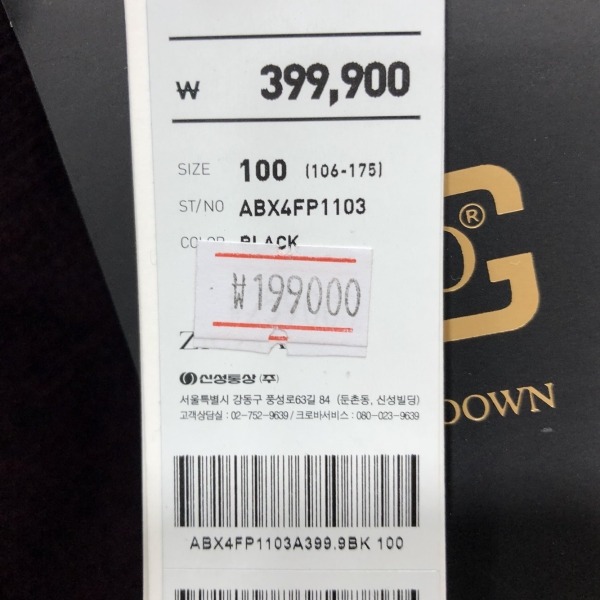 ₩ 399,900
SIZE 100 (106-175)
ST/NO ABX4FP1103
COLOR BLACK
₩199000
신성통상 (주)
서울특별시 강동구 풍성로63길 84 (둔촌동, 신성빌딩)
고객상담실 : 02-752-9639 / 크로바서비스 : 080-023-9639
ABX4FP1103A399.9BK 100
G ®
DOWN